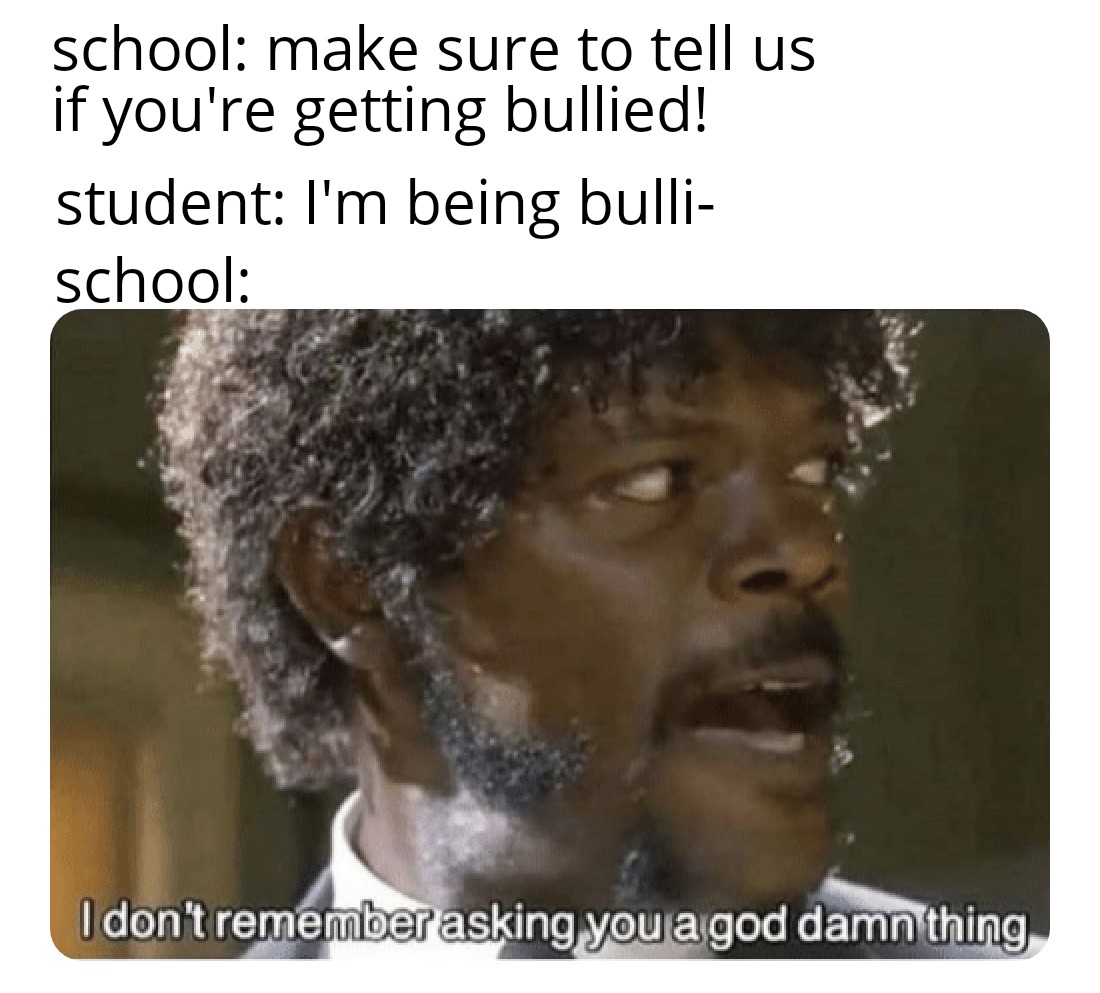 school: make sure to tell us
if you're getting bullied!
student: I'm being bulli-
school:
I don't remember asking you a god damn thing